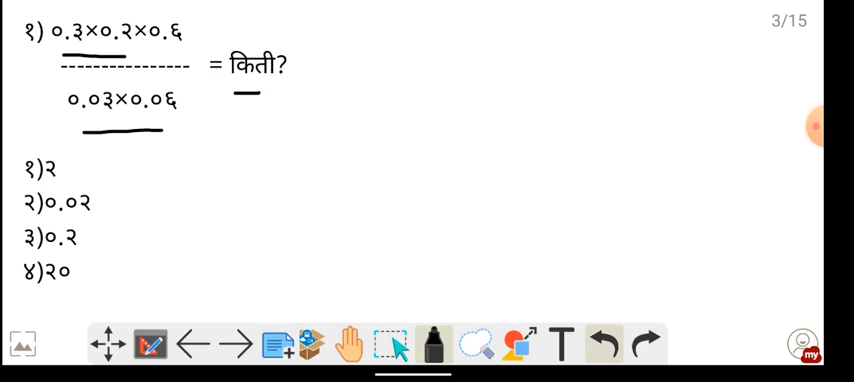 3/15
१) ०.३×०.२×०.६
---------------- = किती?
०.०३×०.०६
१)२
२)०.०२
३)०.२
४)२०
T
my